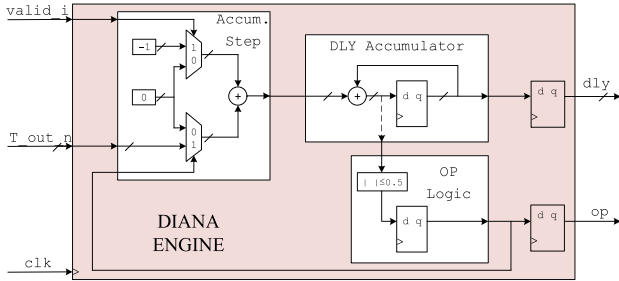 valid_i
Accum.
Step
-1
1
0
0
DLY Accumulator
+
+
d q
d q
dly
T_out_n
0
1
OP
Logic
| |≤0.5
d q
d q
op
DIANA
ENGINE
clk